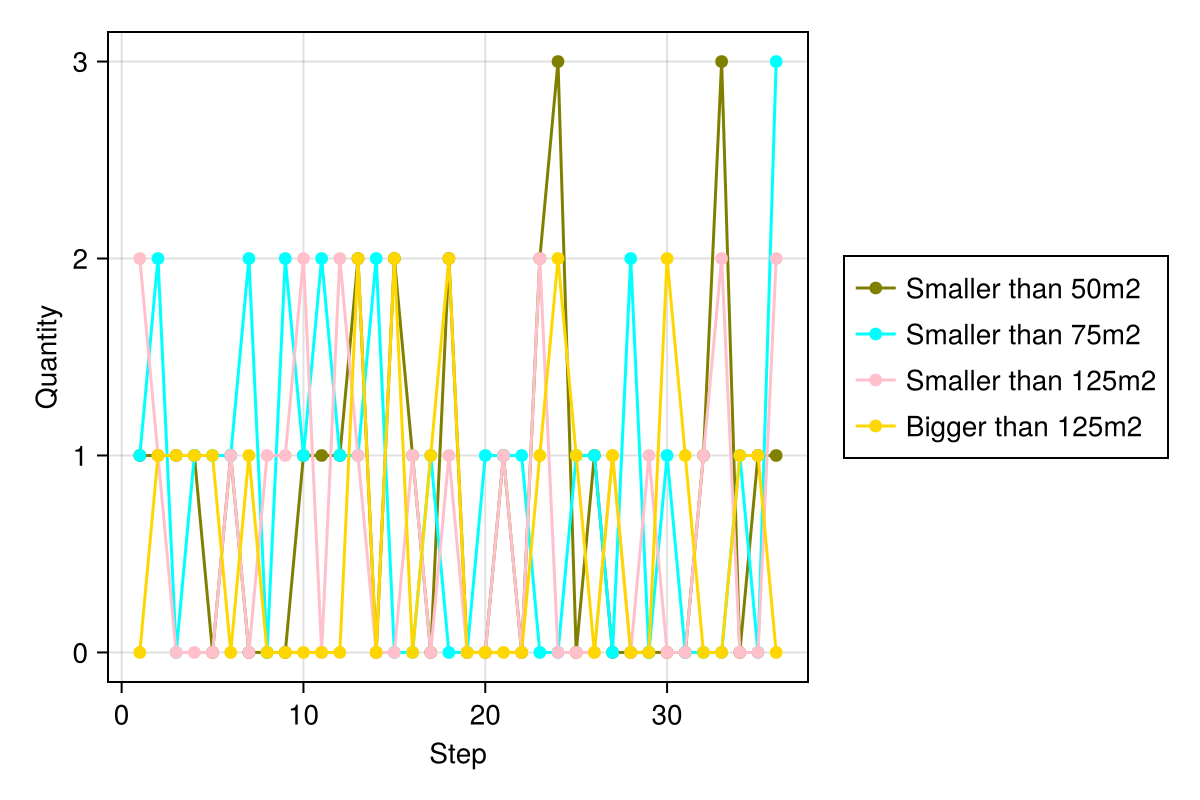 3
2
1
0
Quantity
0 10 20 30
Step
Smaller than 50m2
Smaller than 75m2
Smaller than 125m2
Bigger than 125m2